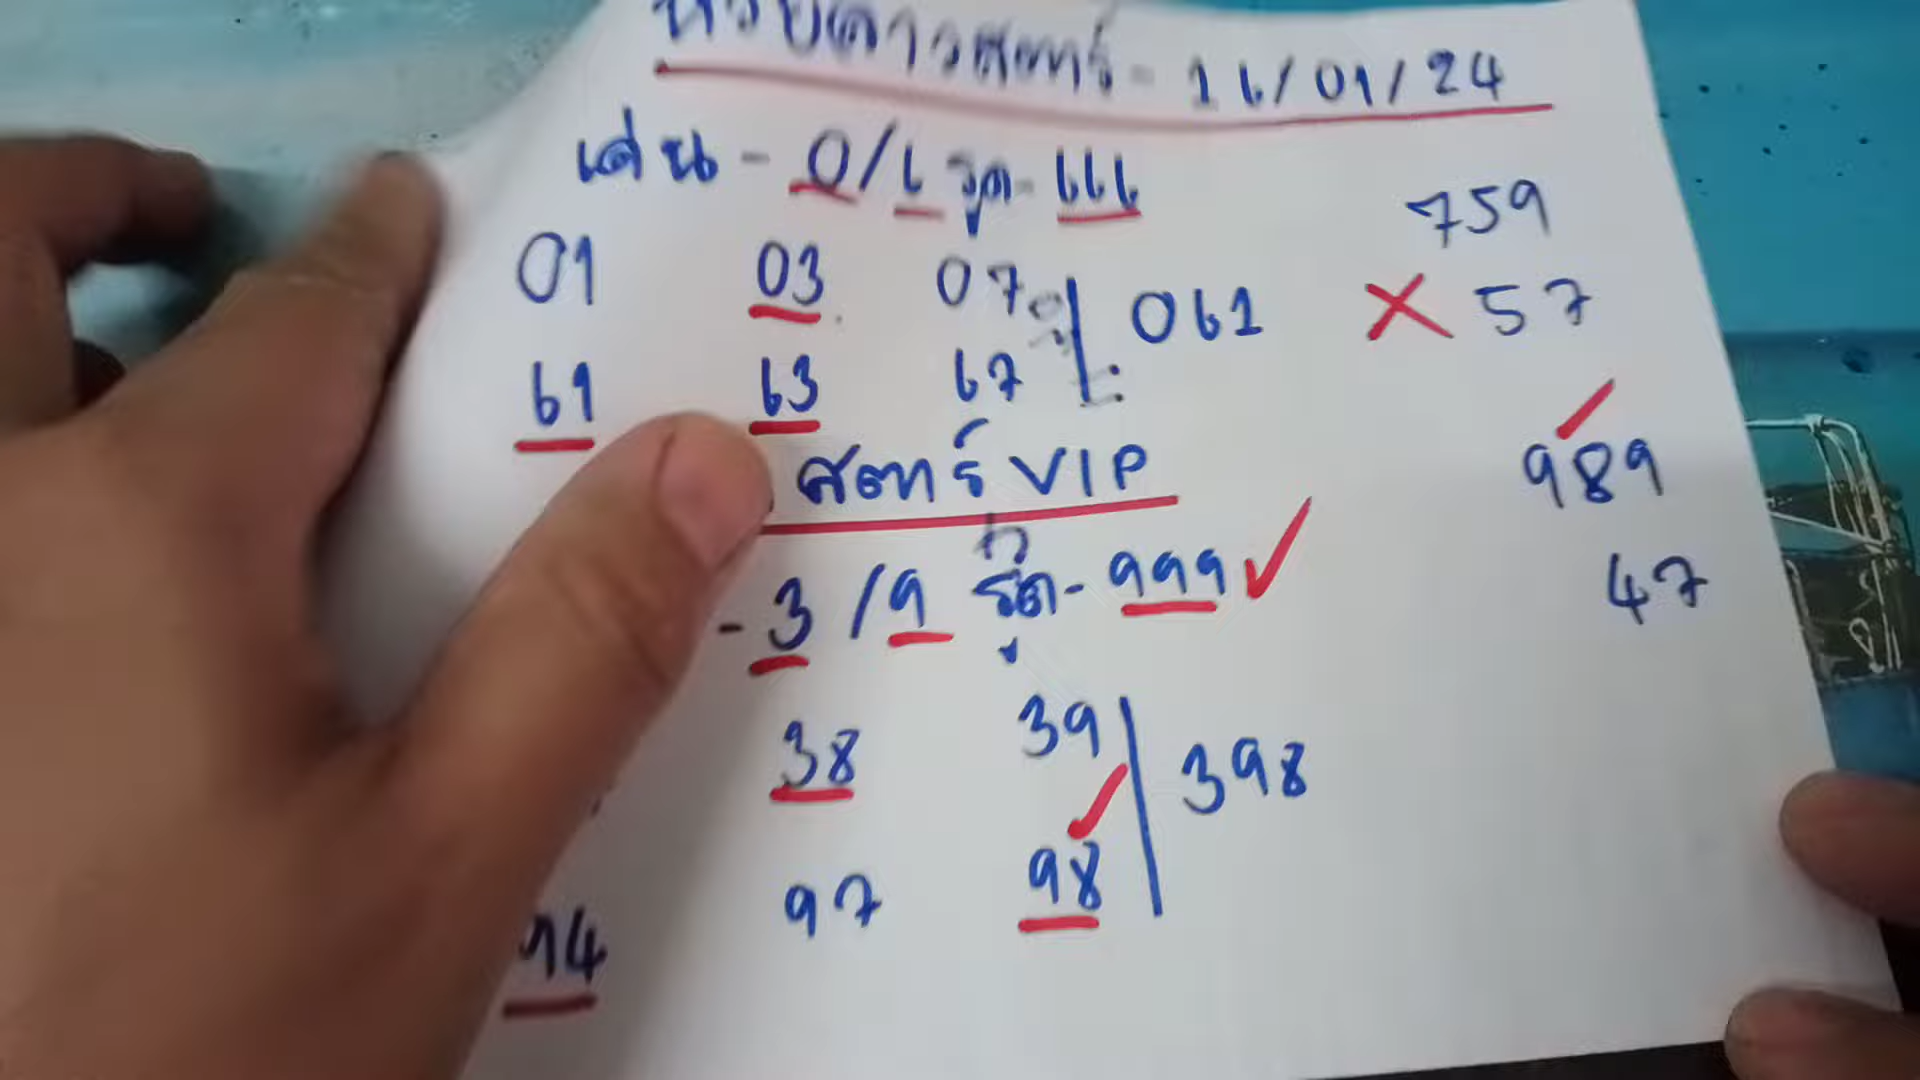 หวยลาวสตาร์ - 16/01/24
เด่น - 0/6 รูด - 666
759
01 03 07 061
× 57
61 63 67
สตาร์ VIP
989
- 3/9 รูด - 999
47
38 39 398
94 97 98